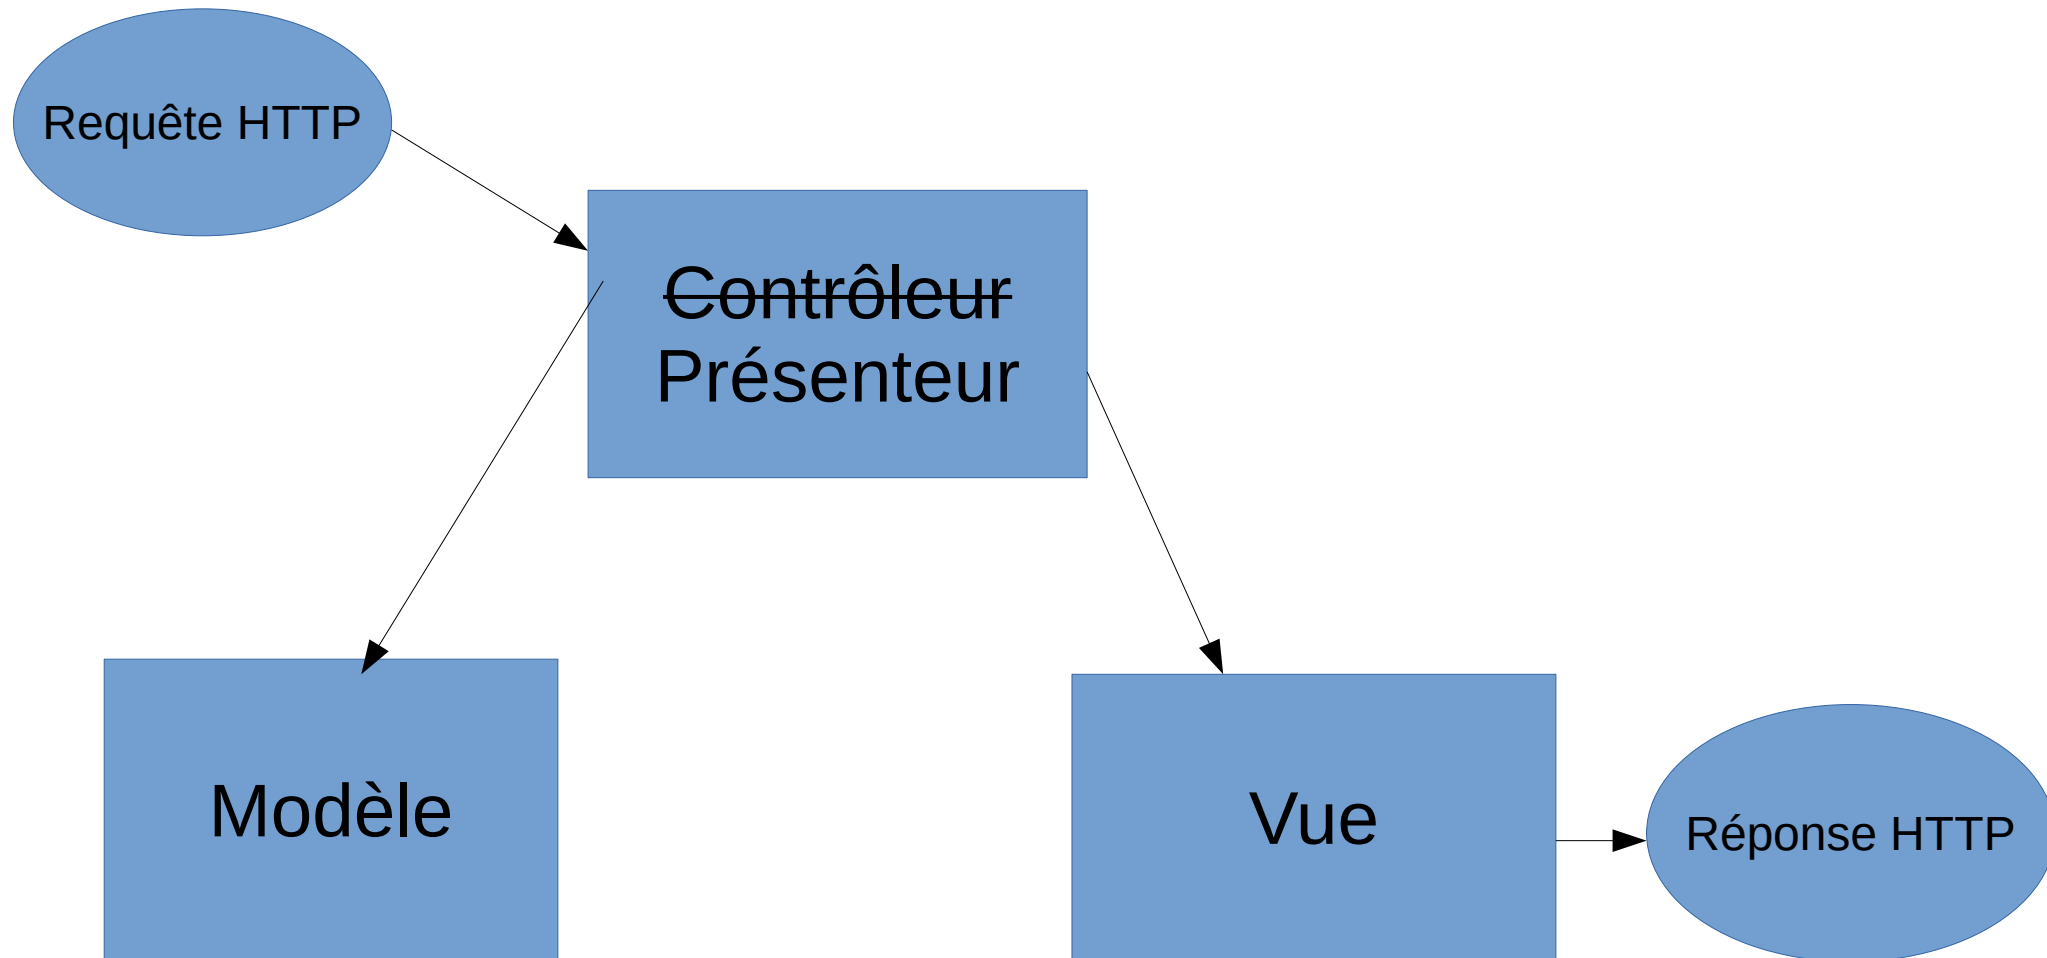 Requête HTTP
Contrôleur
Présenteur
Modèle
Vue
Réponse HTTP